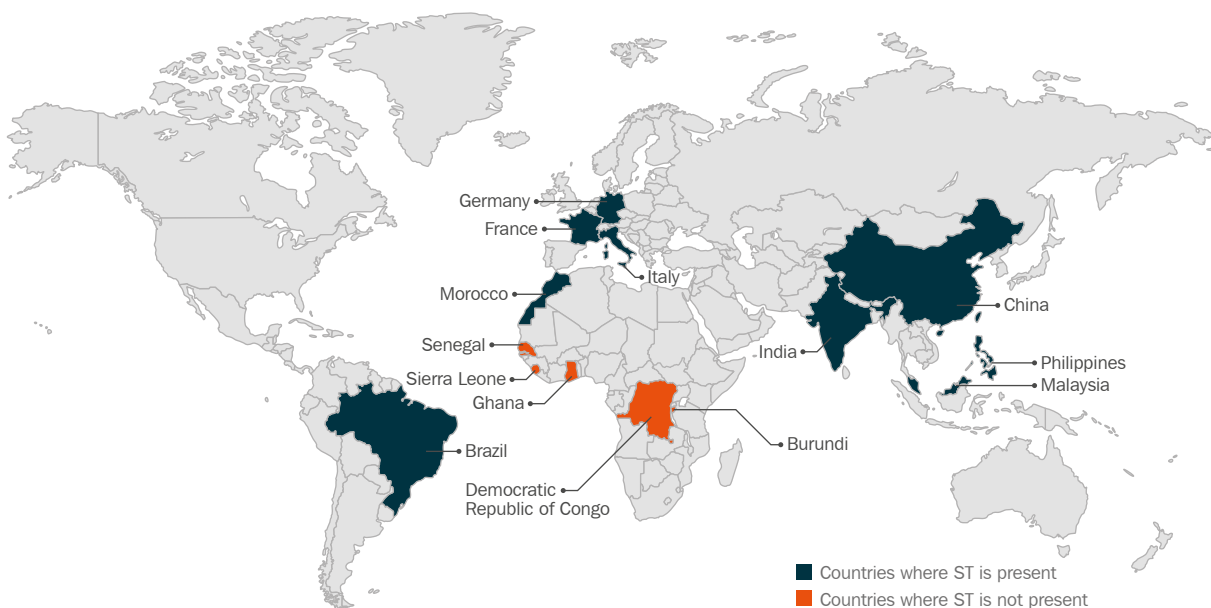 Germany
France
Italy
Morocco
China
Senegal
India
Philippines
Sierra Leone
Malaysia
Ghana
Burundi
Brazil
Democratic
Republic of Congo
Countries where ST is present
Countries where ST is not present